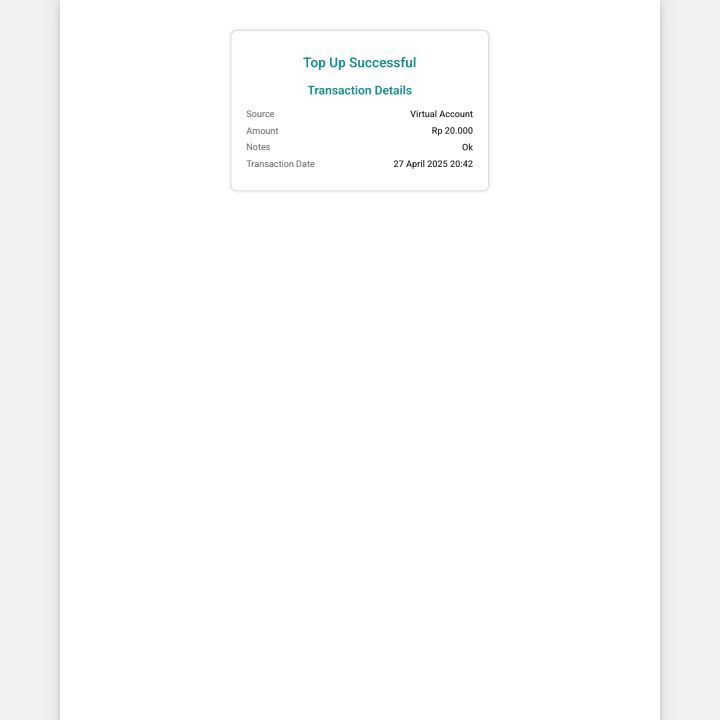 Top Up Successful
Transaction Details
Source Virtual Account
Amount Rp 20.000
Notes Ok
Transaction Date 27 April 2025 20:42